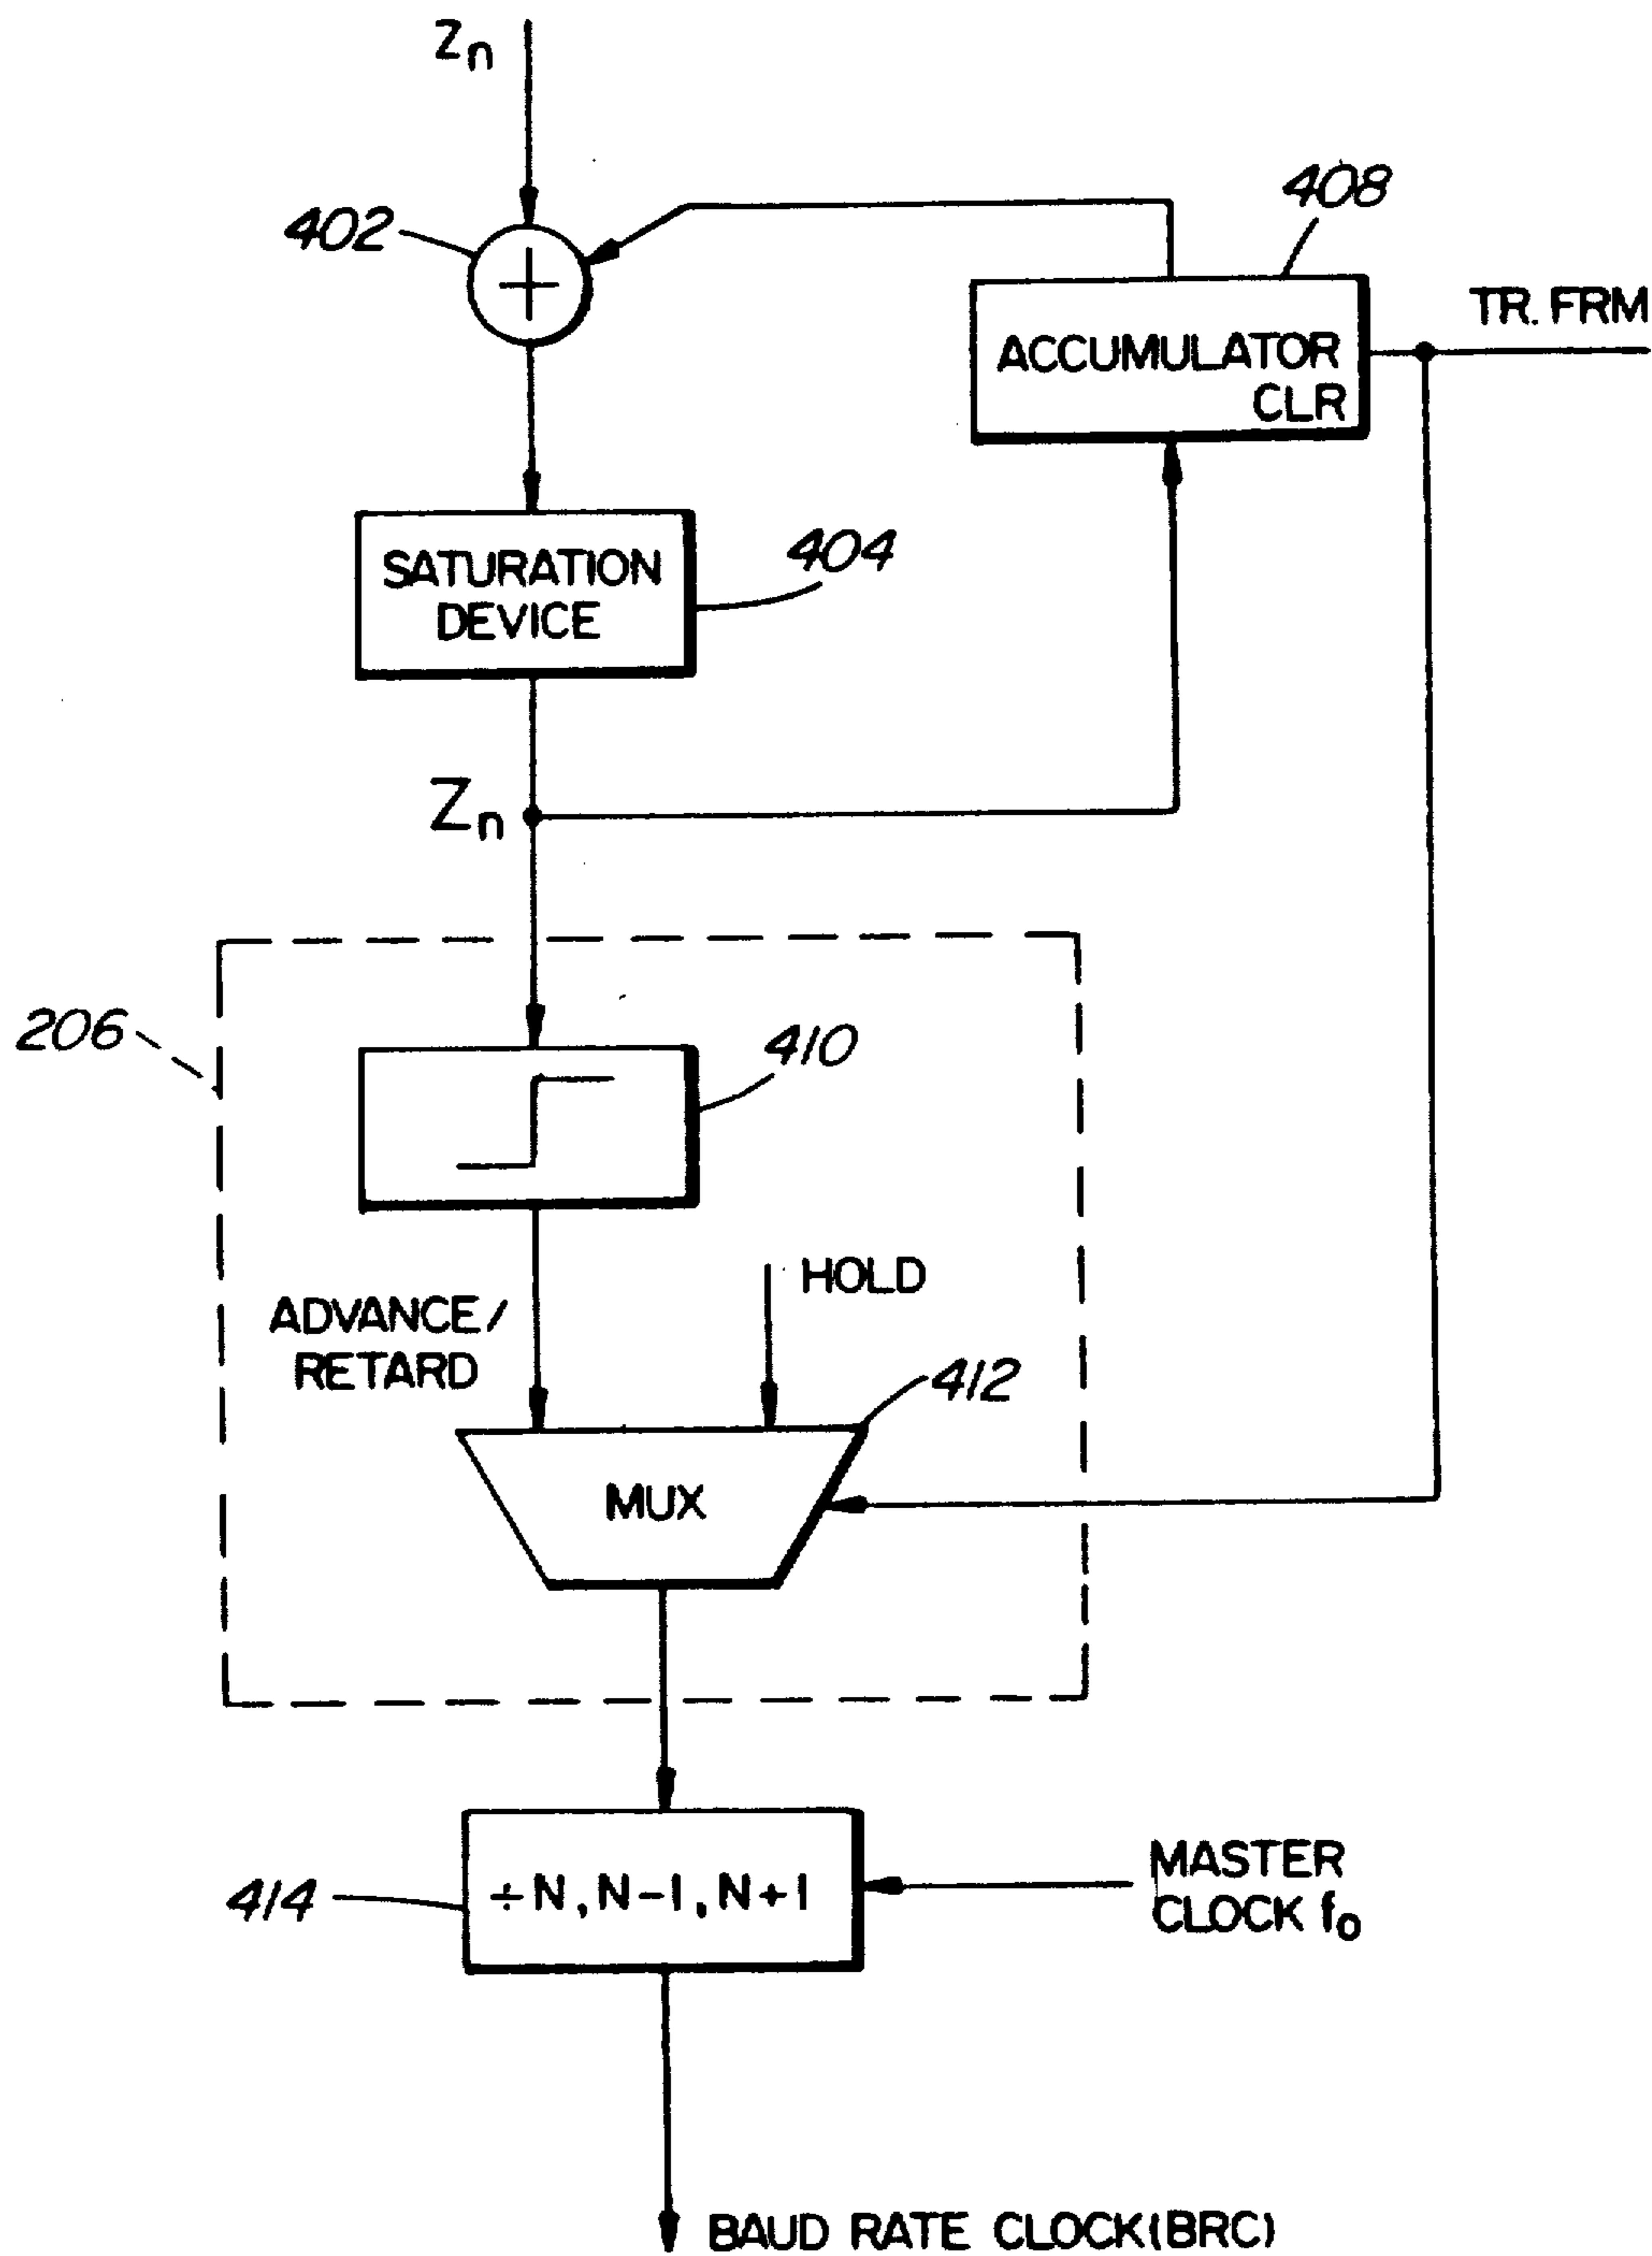 zn
402
408
TR. FRM
ACCUMULATOR
CLR
SATURATION
DEVICE
404
Zn
206
410
HOLD
ADVANCE/
RETARD
412
MUX
414
÷N, N-1, N+1
MASTER
CLOCK fo
BAUD RATE CLOCK(BRC)